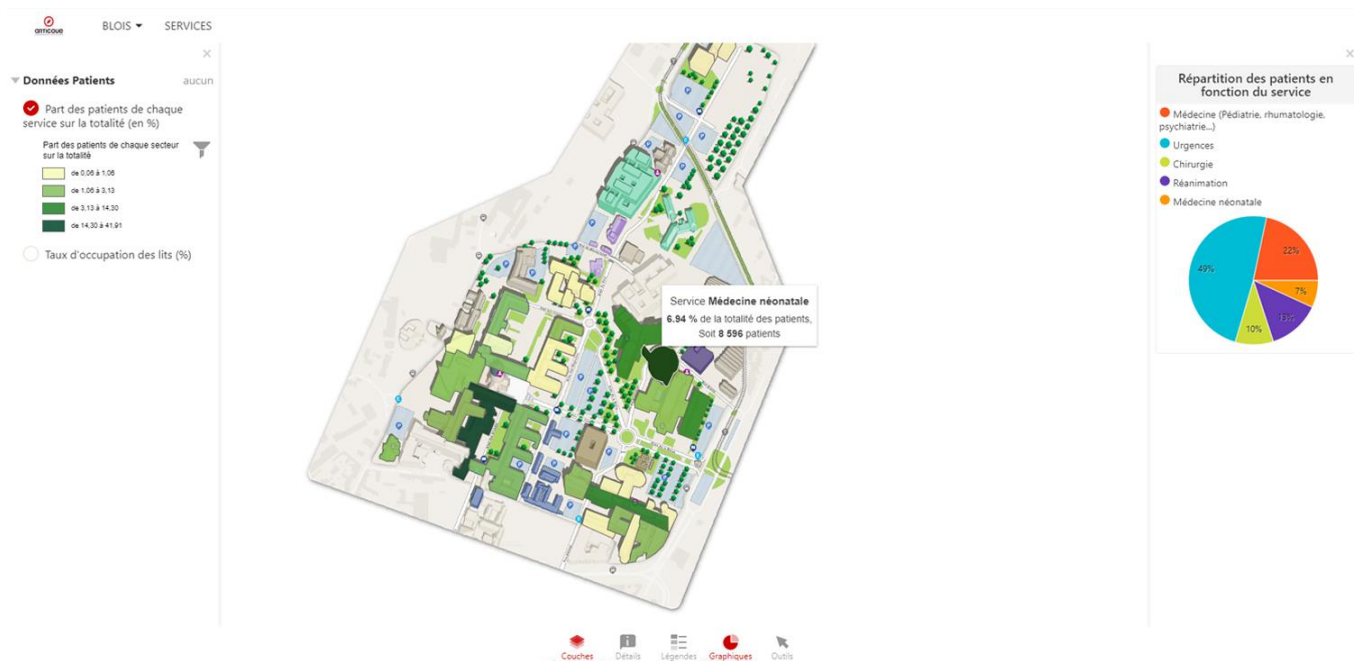 articque
BLOIS
SERVICES
Données Patients
aucun
Part des patients de chaque
service sur la totalité (en %)
Part des patients de chaque secteur
sur la totalité
de 0,06 à 1,06
de 1,06 à 3,13
de 3,13 à 14,30
de 14,30 à 41,91
Taux d'occupation des lits (%)
Service Médecine néonatale
6.94 % de la totalité des patients,
Soit 8 596 patients
Répartition des patients en
fonction du service
Médecine (Pédiatrie, rhumatologie,
psychiatrie...)
Urgences
Chirurgie
Réanimation
Médecine néonatale
49%
22%
7%
13%
10%
Couches
Détails
Légendes
Graphiques
Outils